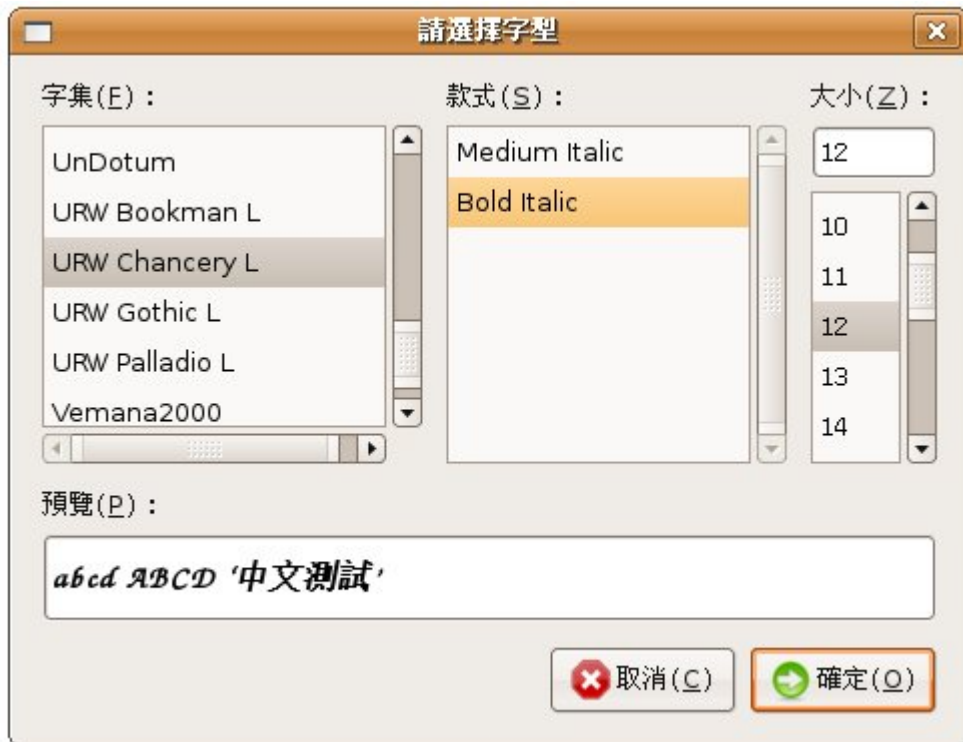 請選擇字型
字集(F)：
款式(S)：
大小(Z)：
UnDotum
URW Bookman L
URW Chancery L
URW Gothic L
URW Palladio L
Vemana2000
Medium Italic
Bold Italic
12
10
11
12
13
14
預覽(P)：
abcd ABCD ‘中文測試’
取消(C)
確定(O)